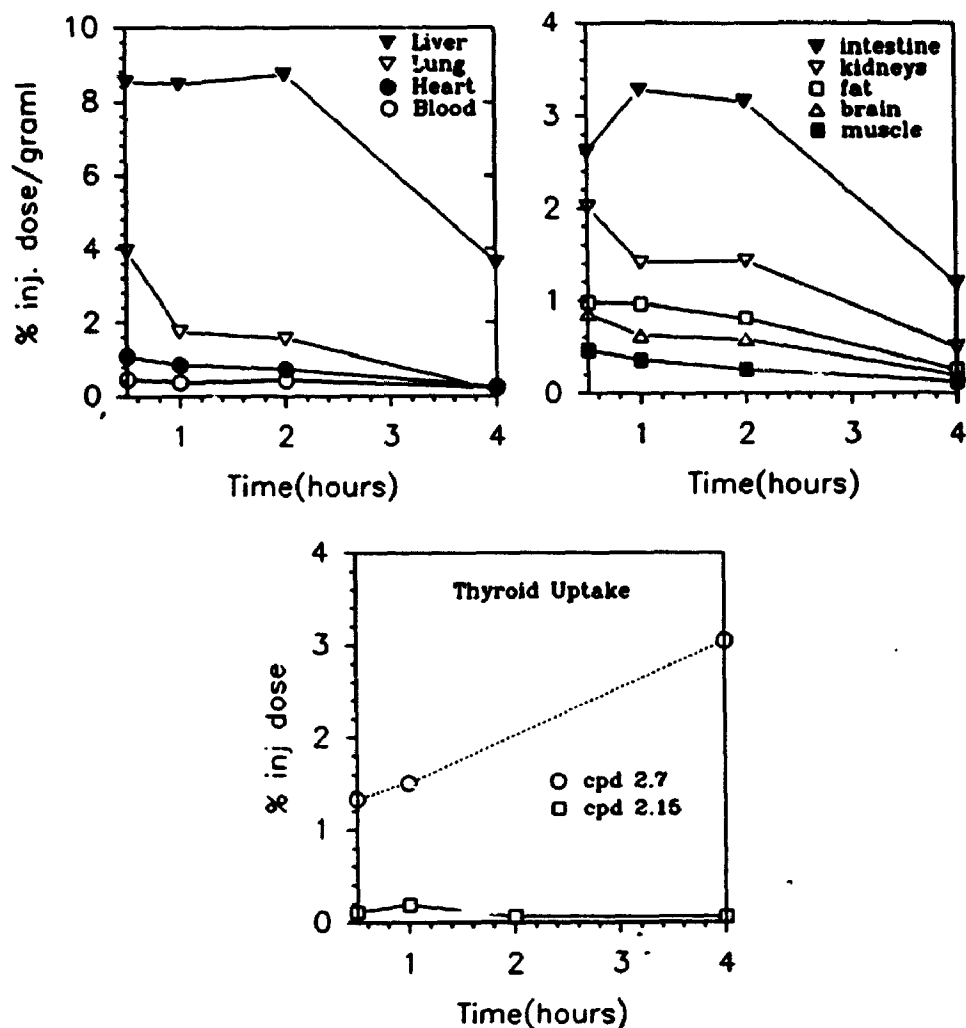 % inj. dose/gram
10
8
6
4
2
0
Liver
Lung
Heart
Blood
1
2
3
4
Time(hours)
4
3
2
1
0
intestine
kidneys
fat
brain
muscle
1
2
3
4
Time(hours)
% inj dose
4
3
2
1
0
Thyroid Uptake
cpd 2.7
cpd 2.15
1
2
3
4
Time(hours)